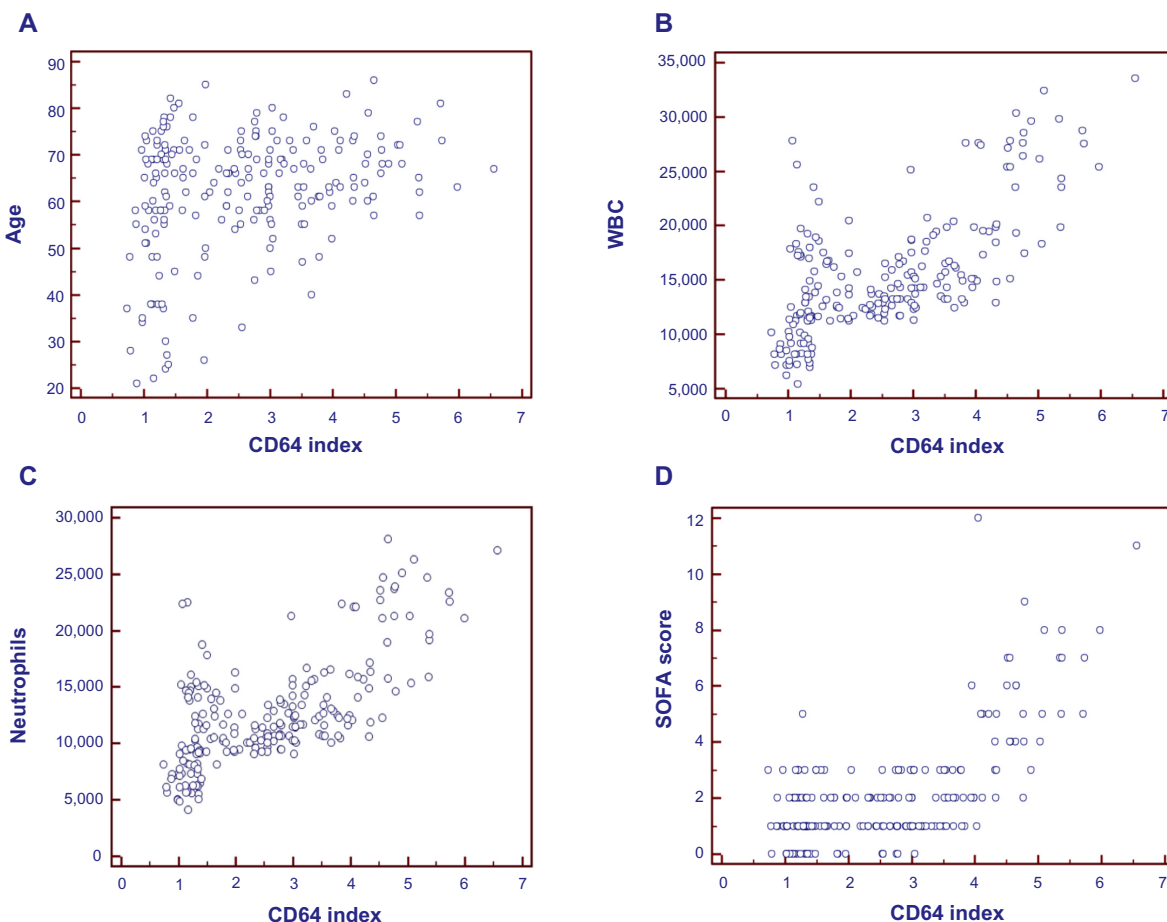 A
Age
90
80
70
60
50
40
30
20
0 1 2 3 4 5 6 7
CD64 index
B
WBC
35,000
30,000
25,000
20,000
15,000
10,000
5,000
0 1 2 3 4 5 6 7
CD64 index
C
Neutrophils
30,000
25,000
20,000
15,000
10,000
5,000
0
0 1 2 3 4 5 6 7
CD64 index
D
SOFA score
12
10
8
6
4
2
0
0 1 2 3 4 5 6 7
CD64 index